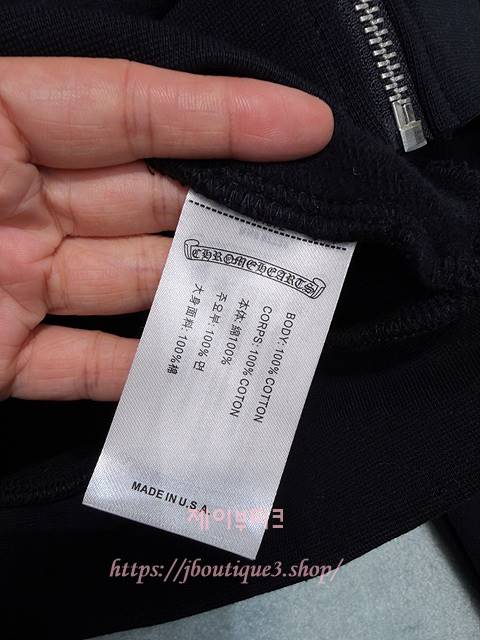 CHROME HEARTS
BODY: 100% COTTON
CORPS: 100% COTON
本体: 綿100%
주요부: 100% 면
大身面料: 100%棉
MADE IN U.S.A.
제이부티크
https://jboutique3.shop/